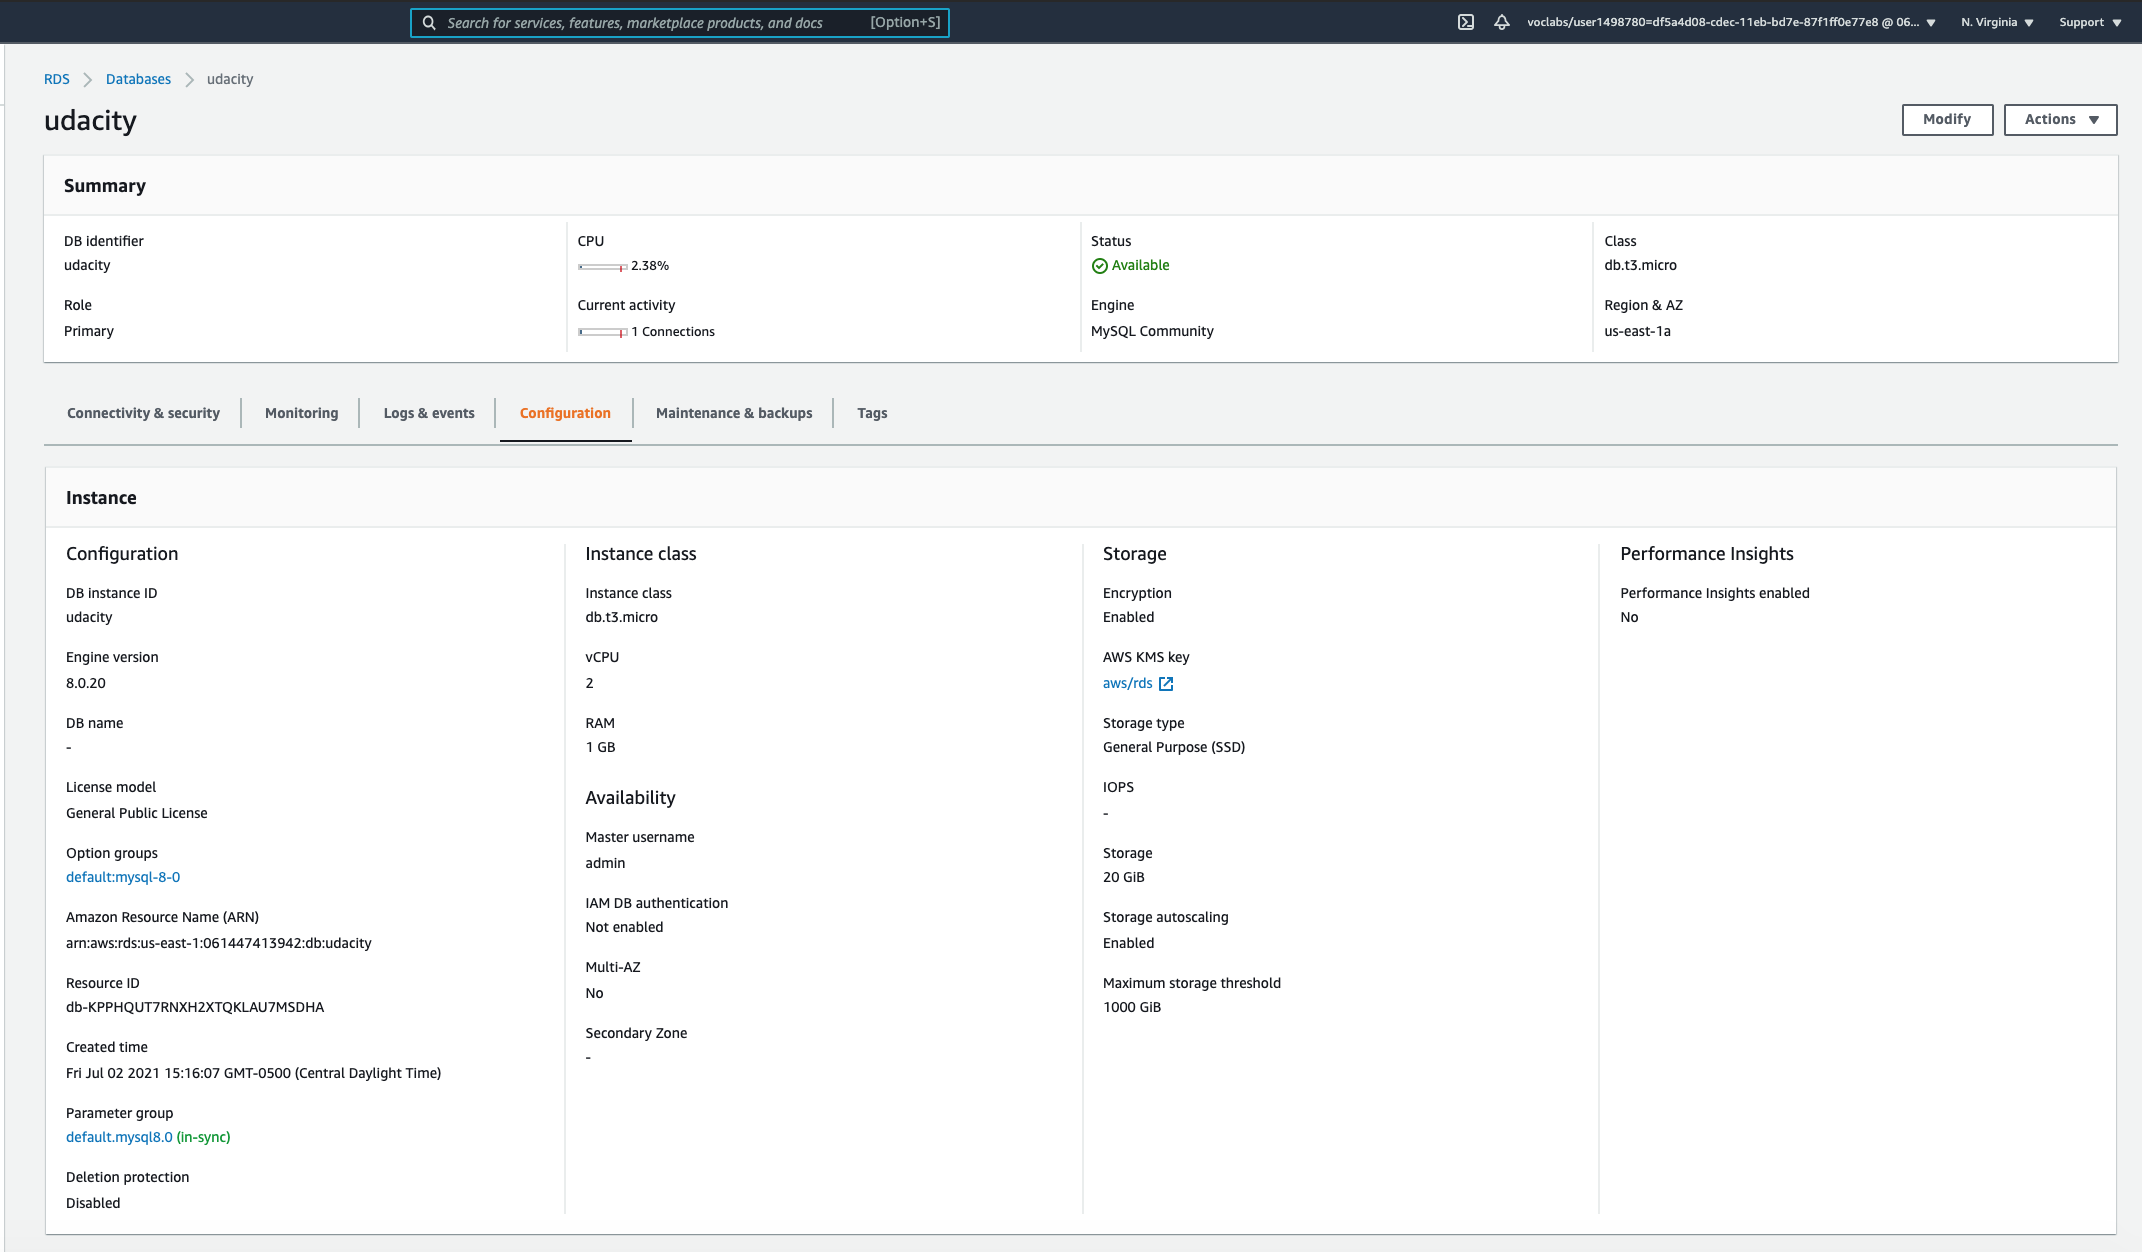 Search for services, features, marketplace products, and docs [Option+S]
voclabs/user1498780=df5a4d08-cdec-11eb-bd7e-87f1ff0e77e8 @ 06... N. Virginia Support
RDS Databases udacity
udacity
Modify Actions
Summary
DB identifier
udacity
Role
Primary
CPU
2.38%
Current activity
1 Connections
Status
Available
Engine
MySQL Community
Class
db.t3.micro
Region & AZ
us-east-1a
Connectivity & security Monitoring Logs & events Configuration Maintenance & backups Tags
Instance
Configuration
DB instance ID
udacity
Engine version
8.0.20
DB name
-
License model
General Public License
Option groups
default:mysql-8-0
Amazon Resource Name (ARN)
arn:aws:rds:us-east-1:061447413942:db:udacity
Resource ID
db-KPPHQUT7RNXH2XTQKLAU7MSDHA
Created time
Fri Jul 02 2021 15:16:07 GMT-0500 (Central Daylight Time)
Parameter group
default.mysql8.0 (in-sync)
Deletion protection
Disabled
Instance class
Instance class
db.t3.micro
vCPU
2
RAM
1 GB
Availability
Master username
admin
IAM DB authentication
Not enabled
Multi-AZ
No
Secondary Zone
-
Storage
Encryption
Enabled
AWS KMS key
aws/rds
Storage type
General Purpose (SSD)
IOPS
-
Storage
20 GiB
Storage autoscaling
Enabled
Maximum storage threshold
1000 GiB
Performance Insights
Performance Insights enabled
No